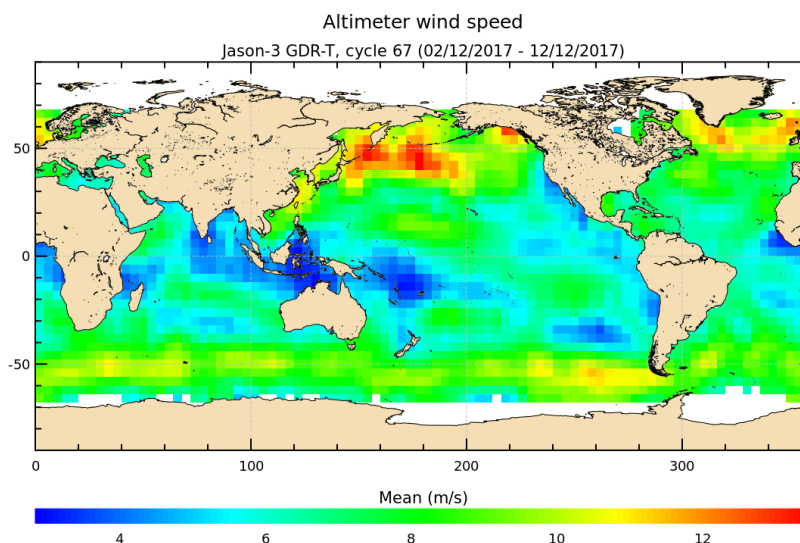 Altimeter wind speed
Jason-3 GDR-T, cycle 67 (02/12/2017 - 12/12/2017)
50
0
-50
0 100 200 300
Mean (m/s)
4 6 8 10 12